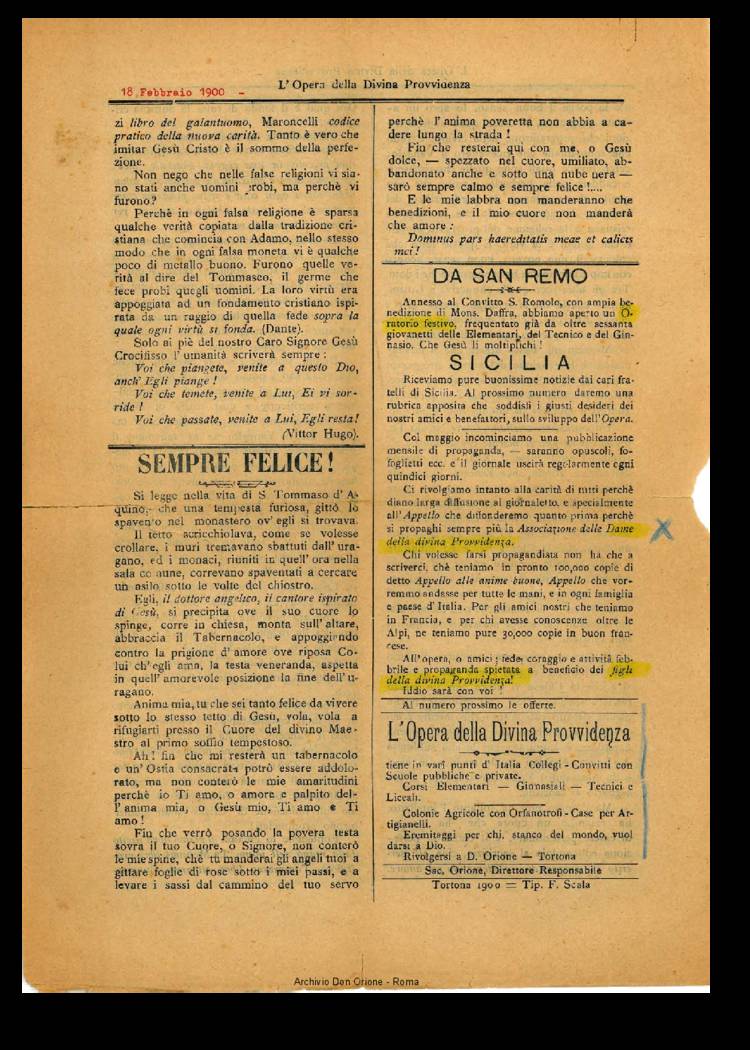 18 Febbraio 1900 -
L'Opera della Divina Provvidenza
zi libro del galantuomo, Maroncelli codice
pratico della nuova carità. Tanto è vero che
imitar Gesù Cristo è il sommo della perfe-
zione.
Non nego che nelle false religioni vi sia-
no stati anche uomini probi, ma perchè vi
furono?
Perchè in ogni falsa religione è sparsa
qualche verità copiata dalla tradizione cri-
stiana che comincia con Adamo, nello stesso
modo che in ogni falsa moneta vi è qualche
poco di metallo buono. Furono quelle ve-
rità al dire del Tommaseo, il germe che
fece probi quegli uomini. La loro virtù era
appoggiata ad un fondamento cristiano ispi-
rata da un raggio di quella fede sopra la
quale ogni virtù si fonda. (Dante).
Solo ai piè del nostro Caro Signore Gesù
Crocifisso l'umanità scriverà sempre:
Voi che piangete, venite a questo Dio,
anch'Egli piange!
Voi che temete, venite a Lui, Ei vi sor-
ride!
Voi che passate, venite a Lui, Egli resta!
(Vittor Hugo).
SEMPRE FELICE!
Si legge nella vita di S Tommaso d'A-
quino, che una tempesta furiosa, gittò lo
spavento nel monastero ov'egli si trovava.
Il tetto scricchiolava, come se volesse
crollare, i muri tremavano sbattuti dall'ura-
gano, ed i monaci, riuniti in quell'ora nella
sala comune, correvano spaventati a cercare
un asilo sotto le volte del chiostro.
Egli, il dottore angelico, il cantore ispirato
di Gesù, si precipita ove il suo cuore lo
spinge, corre in chiesa, monta sull'altare,
abbraccia il Tabernacolo, e appoggiando
contro la prigione d'amore ove riposa Co-
lui ch'egli ama, la testa veneranda, aspetta
in quell'amorevole posizione la fine dell'u-
ragano.
Anima mia, tu che sei tanto felice da vivere
sotto lo stesso tetto di Gesù, vola, vola a
rifugiarti presso il Cuore del divino Mae-
stro al primo soffio tempestoso.
Ah! fin che mi resterà un tabernacolo
e un'Ostia consacrata potrò essere addolo-
rato, ma non conterò le mie amaritudini
perchè io Ti amo, o amore e palpito del-
l'anima mia, o Gesù mio, Ti amo e Ti
amo!
Fin che verrò posando la povera testa
sovra il tuo Cuore, o Signore, non conterò
le mie spine, chè tu manderai gli angeli tuoi a
gittare foglie di rose sotto i miei passi, e a
levare i sassi dal cammino del tuo servo
perchè l'anima poveretta non abbia a ca-
dere lungo la strada!
Fin che resterai qui con me, o Gesù
dolce, — spezzato nel cuore, umiliato, ab-
bandonato anche e sotto una nube nera —
sarò sempre calmo e sempre felice!....
E le mie labbra non manderanno che
benedizioni, e il mio cuore non manderà
che amore:
Dominus pars haereditatis meae et calicis
mei!
DA SAN REMO
Annesso al Convitto S. Romolo, con ampia be-
nedizione di Mons. Daffra, abbiamo aperto un O-
ratorio festivo, frequentato già da oltre sessanta
giovanetti delle Elementari, del Tecnico e del Gin-
nasio. Che Gesù li moltiplichi!
SICILIA
Riceviamo pure buonissime notizie dai cari fra-
telli di Sicilia. Al prossimo numero daremo una
rubrica apposita che soddisfi i giusti desideri dei
nostri amici e benefattori, sullo sviluppo dell'Opera.
Col maggio incominciamo una pubblicazione
mensile di propaganda, — saranno opuscoli, fo-
foglietti ecc. e il giornale uscirà regolarmente ogni
quindici giorni.
Ci rivolgiamo intanto alla carità di tutti perchè
diano larga diffusione al giornaletto, e specialmente
all'Appello che diffonderemo quanto prima perchè
si propaghi sempre più la Associazione delle Dame
della divina Provvidenza.
Chi volesse farsi propagandista non ha che a
scriverci, chè teniamo in pronto 100,000 copie di
detto Appello alle anime buone, Appello che vor-
remmo andasse per tutte le mani, e in ogni famiglia
e paese d'Italia. Per gli amici nostri che teniamo
in Francia, e per chi avesse conoscenze oltre le
Alpi, ne teniamo pure 30,000 copie in buon fran-
cese.
All'opera, o amici; fede, coraggio e attività feb-
brile e propaganda spietata a beneficio dei figli
della divina Provvidenza!
Iddio sarà con voi!
Al numero prossimo le offerte.
L'Opera della Divina Provvidenza
tiene in vari punti d'Italia Collegi - Convitti con
Scuole pubbliche e private.
Corsi Elementari — Ginnasiali — Tecnici e
Liceali.
Colonie Agricole con Orfanotrofi - Case per Ar-
tigianelli.
Eremitaggi per chi, stanco del mondo, vuol
darsi a Dio.
Rivolgersi a D. Orione — Tortona
Sac. Orione, Direttore Responsabile
Tortona 1900 = Tip. F. Scala
Archivio Don Orione - Roma